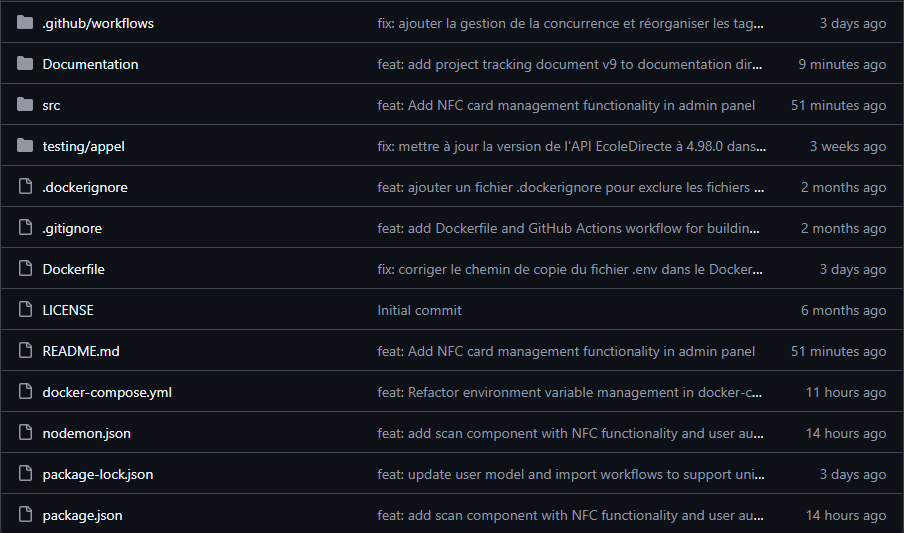 .github/workflows fix: ajouter la gestion de la concurrence et réorganiser les tag... 3 days ago
Documentation feat: add project tracking document v9 to documentation dir... 9 minutes ago
src feat: Add NFC card management functionality in admin panel 51 minutes ago
testing/appel fix: mettre à jour la version de l'API EcoleDirecte à 4.98.0 dans... 3 weeks ago
.dockerignore feat: ajouter un fichier .dockerignore pour exclure les fichiers ... 2 months ago
.gitignore feat: add Dockerfile and GitHub Actions workflow for buildin... 2 months ago
Dockerfile fix: corriger le chemin de copie du fichier .env dans le Docker... 3 days ago
LICENSE Initial commit 6 months ago
README.md feat: Add NFC card management functionality in admin panel 51 minutes ago
docker-compose.yml feat: Refactor environment variable management in docker-c... 11 hours ago
nodemon.json feat: add scan component with NFC functionality and user au... 14 hours ago
package-lock.json feat: update user model and import workflows to support uni... 3 days ago
package.json feat: add scan component with NFC functionality and user au... 14 hours ago